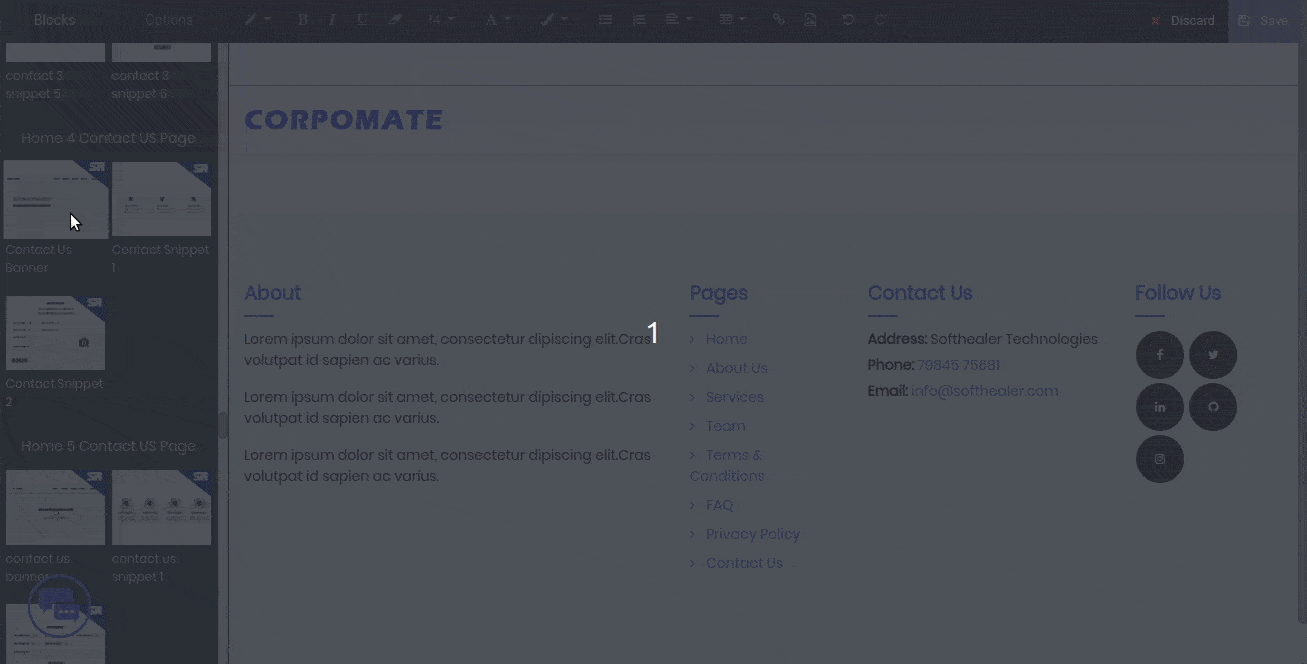 Blocks
Options
B I U
14
A
Discard
Save
contact 3
snippet 5
contact 3
snippet 6
Home 4 Contact US Page
Contact Us
Banner
Contact Snippet
1
Contact Snippet
2
Home 5 Contact US Page
contact us
banner
contact us
snippet 1
CORPOMATE
About
Lorem ipsum dolor sit amet, consectetur dipiscing elit.Cras
volutpat id sapien ac varius.
Lorem ipsum dolor sit amet, consectetur dipiscing elit.Cras
volutpat id sapien ac varius.
Lorem ipsum dolor sit amet, consectetur dipiscing elit.Cras
volutpat id sapien ac varius.
1
Pages
Home
About Us
Services
Team
Terms &
Conditions
FAQ
Privacy Policy
Contact Us
Contact Us
Address: Softhealer Technologies
Phone: 79845 75681
Email: info@softhealer.com
Follow Us